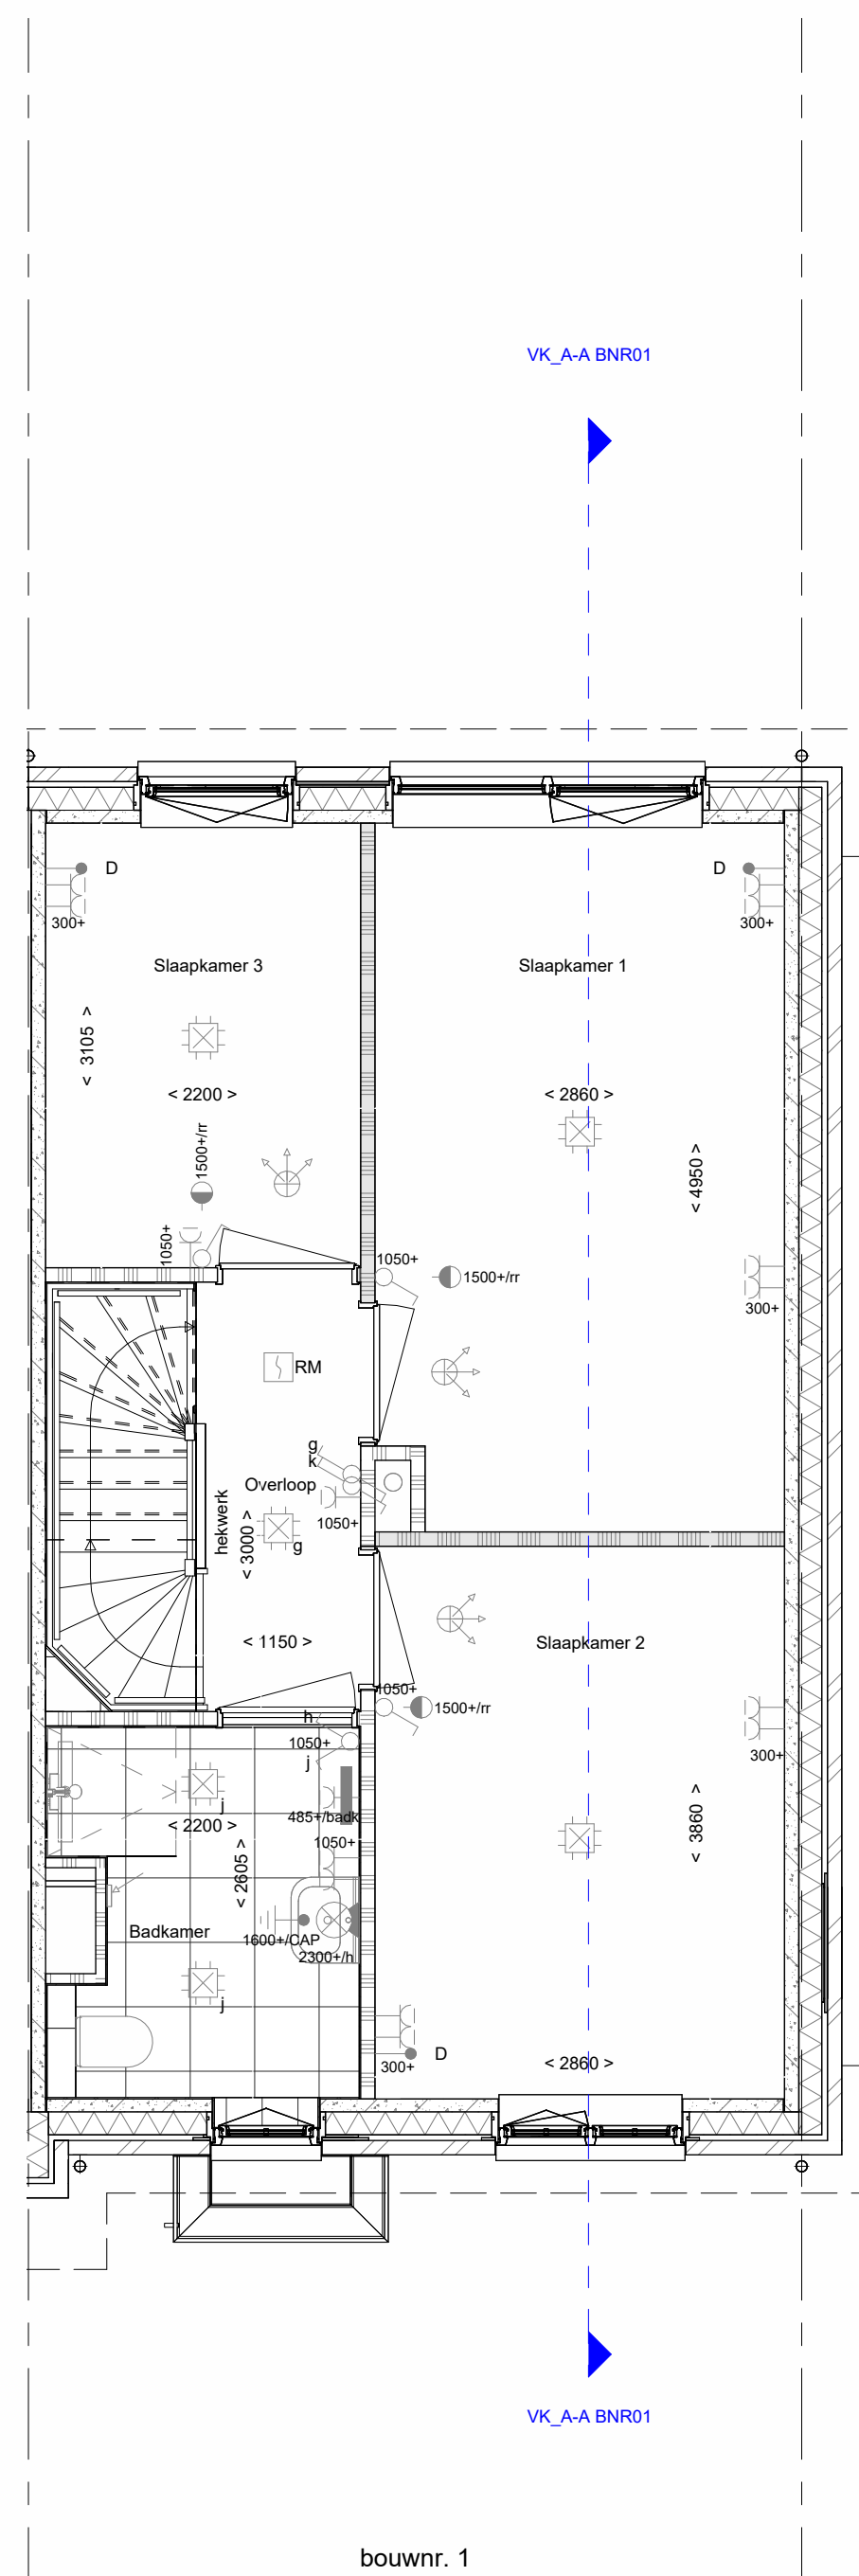 VK_A-A BNR01
D
D
300+
300+
Slaapkamer 3
Slaapkamer 1
< 3105 >
< 2200 >
< 2860 >
1500+/rr
< 4950 >
1050+
1050+
1500+/rr
300+
RM
g
k
Overloop
hekwerk
1050+
< 3000 >
g
< 1150 >
Slaapkamer 2
1050+
1500+/rr
h
1050+
300+
j
j
485+/badk
< 2200 >
1050+
< 2605 >
< 3860 >
Badkamer
1600+/CAP
2300+/h
j
D
300+
< 2860 >
VK_A-A BNR01
bouwnr. 1